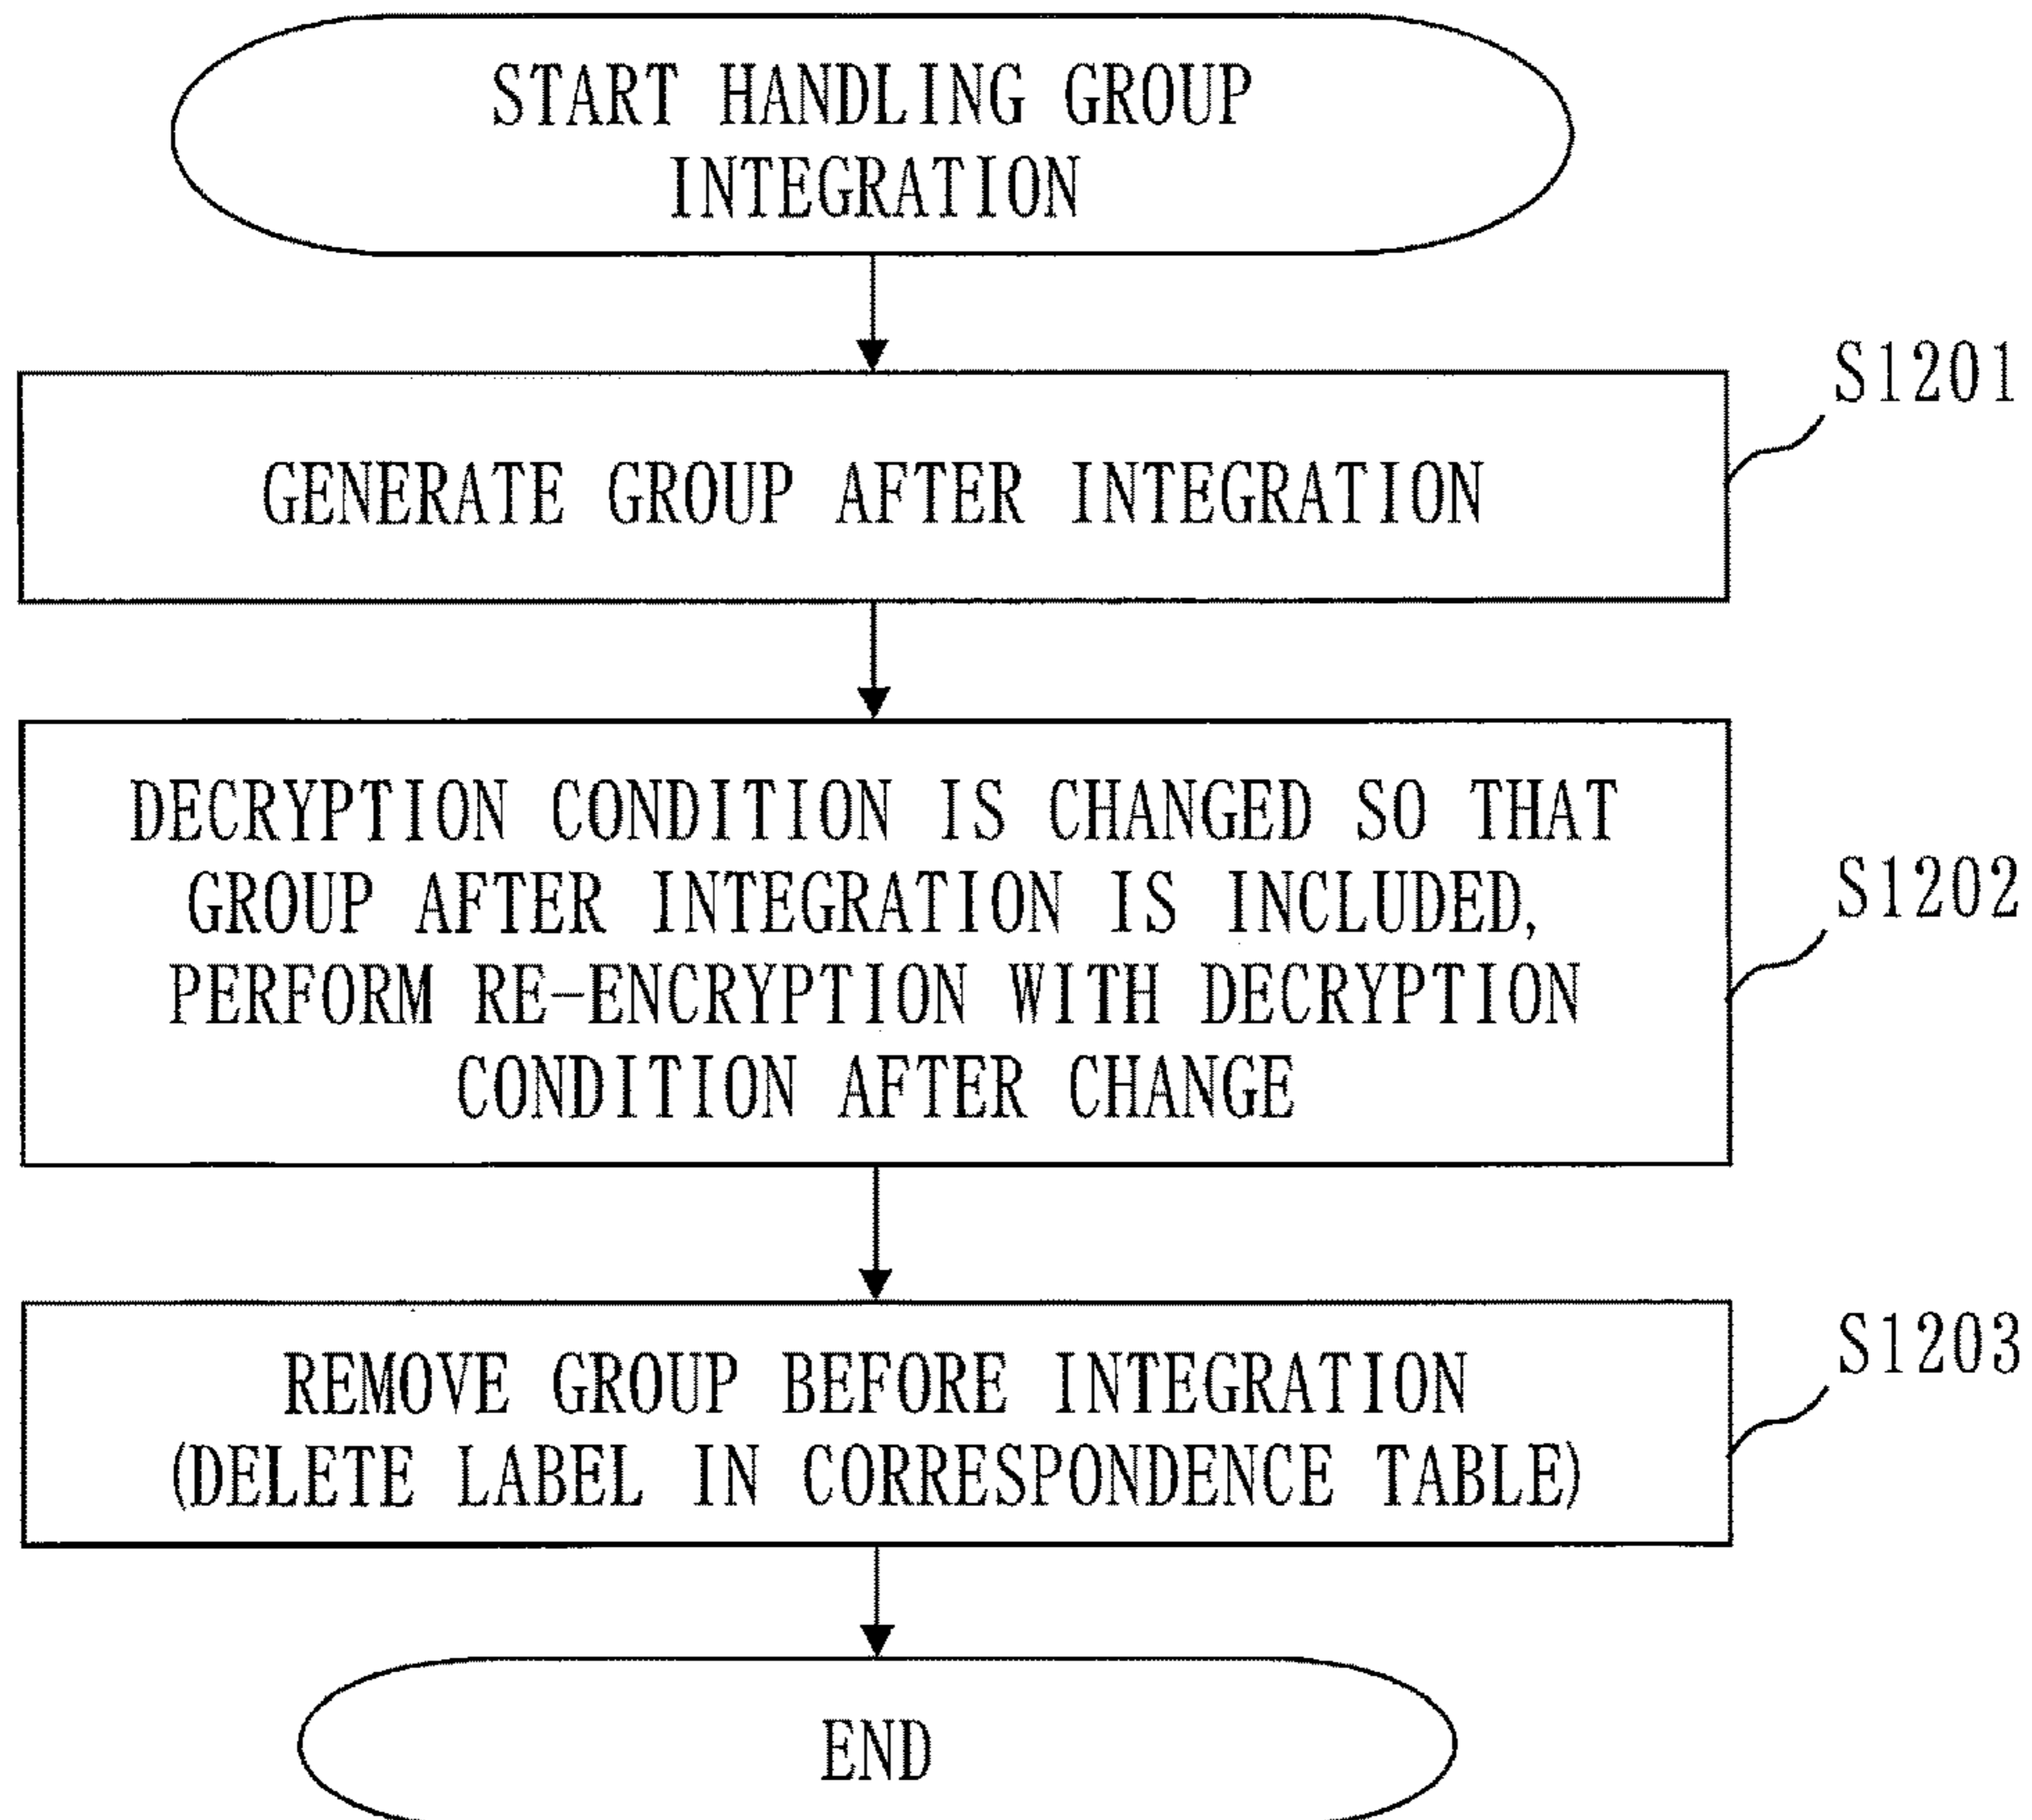 START HANDLING GROUP
INTEGRATION
S1201
GENERATE GROUP AFTER INTEGRATION
DECRYPTION CONDITION IS CHANGED SO THAT
GROUP AFTER INTEGRATION IS INCLUDED,
S1202
PERFORM RE-ENCRYPTION WITH DECRYPTION
CONDITION AFTER CHANGE
S1203
REMOVE GROUP BEFORE INTEGRATION
(DELETE LABEL IN CORRESPONDENCE TABLE)
END